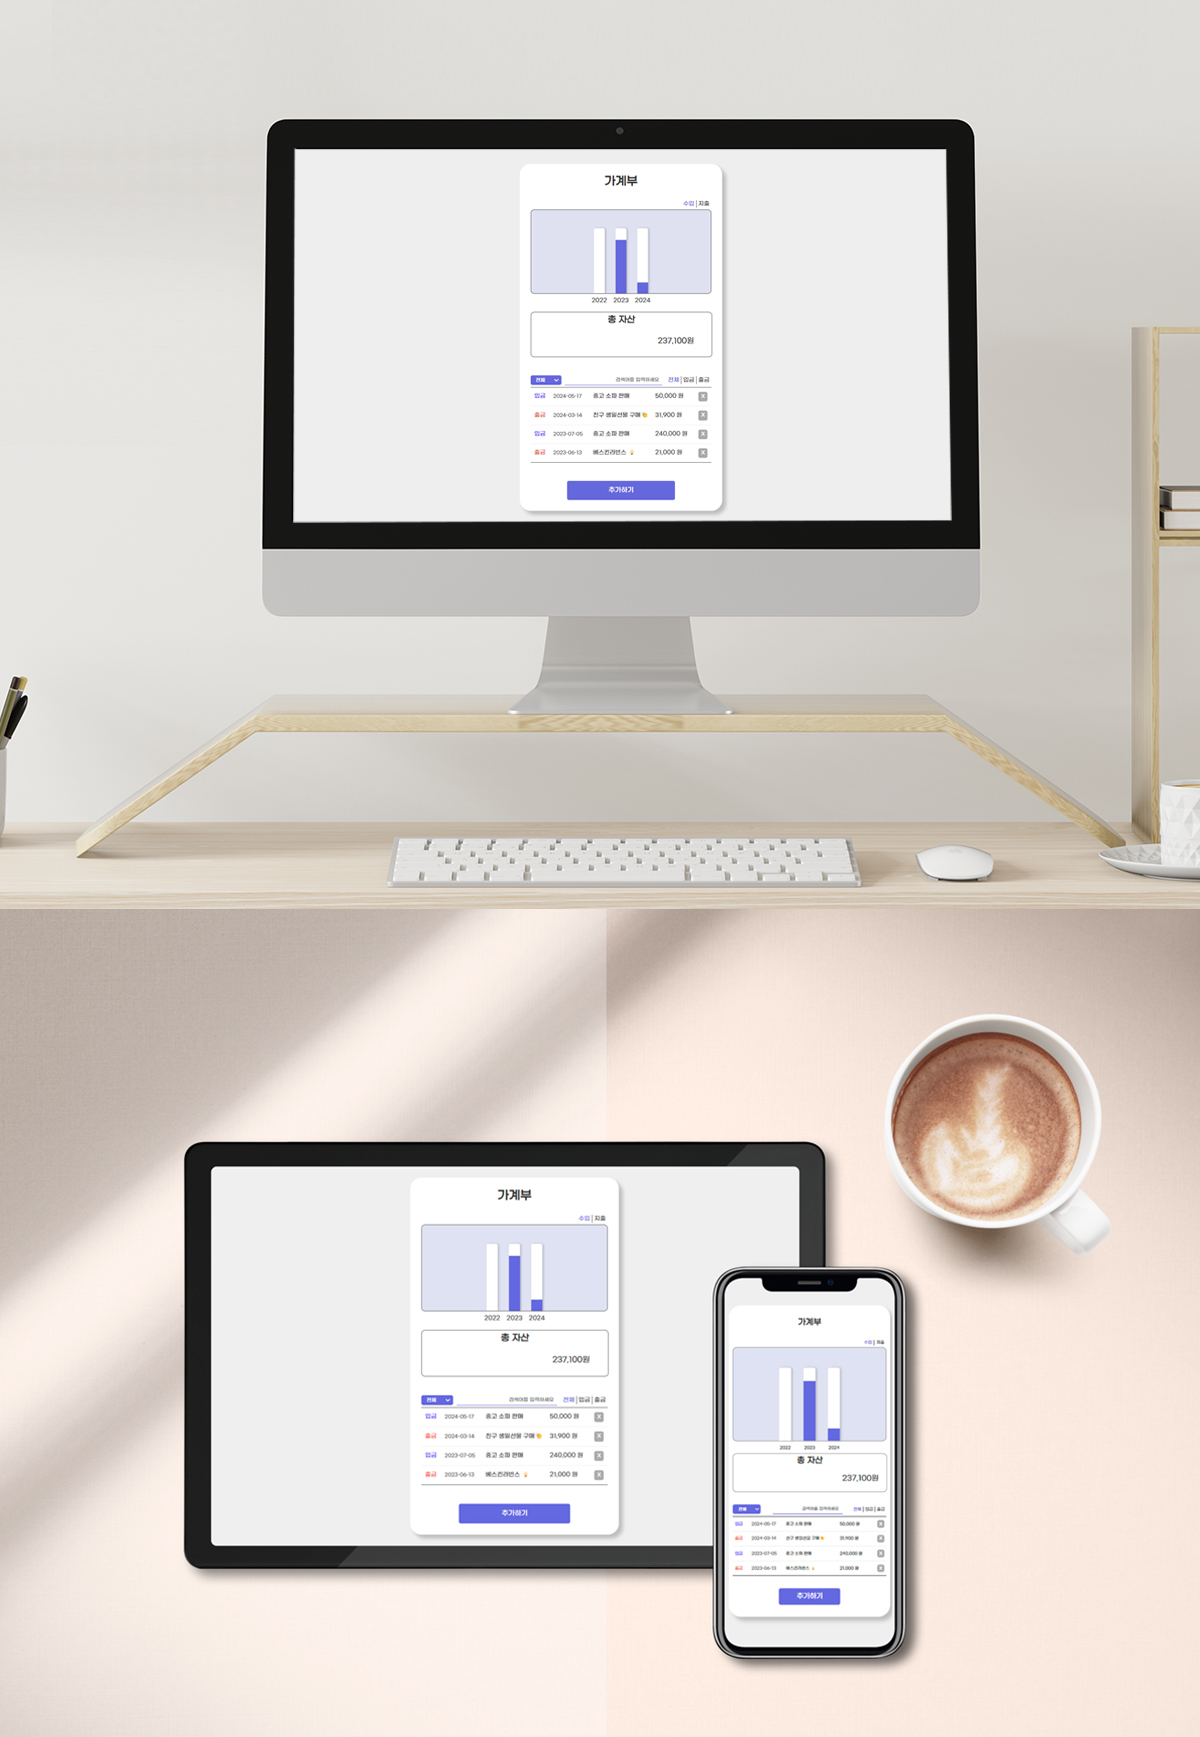 가계부
수입 | 지출
2022 2023 2024
총 자산
237,100원
전체 검색어를 입력하세요 전체 | 입금 | 출금
입금 2024-05-17 중고 소파 판매 50,000 원 X
출금 2024-03-14 친구 생일선물 구매 31,900 원 X
입금 2023-07-05 중고 소파 판매 240,000 원 X
출금 2023-06-13 베스킨라빈스 21,000 원 X
추가하기
가계부
수입 | 지출
2022 2023 2024
총 자산
237,100원
전체 검색어를 입력하세요 전체 | 입금 | 출금
입금 2024-05-17 중고 소파 판매 50,000 원 X
출금 2024-03-14 친구 생일선물 구매 31,900 원 X
입금 2023-07-05 중고 소파 판매 240,000 원 X
출금 2023-06-13 베스킨라빈스 21,000 원 X
추가하기
가계부
수입 | 지출
2022 2023 2024
총 자산
237,100원
전체 검색어를 입력하세요 전체 | 입금 | 출금
입금 2024-05-17 중고 소파 판매 50,000 원 X
출금 2024-03-14 친구 생일선물 구매 31,900 원 X
입금 2023-07-05 중고 소파 판매 240,000 원 X
출금 2023-06-13 베스킨라빈스 21,000 원 X
추가하기